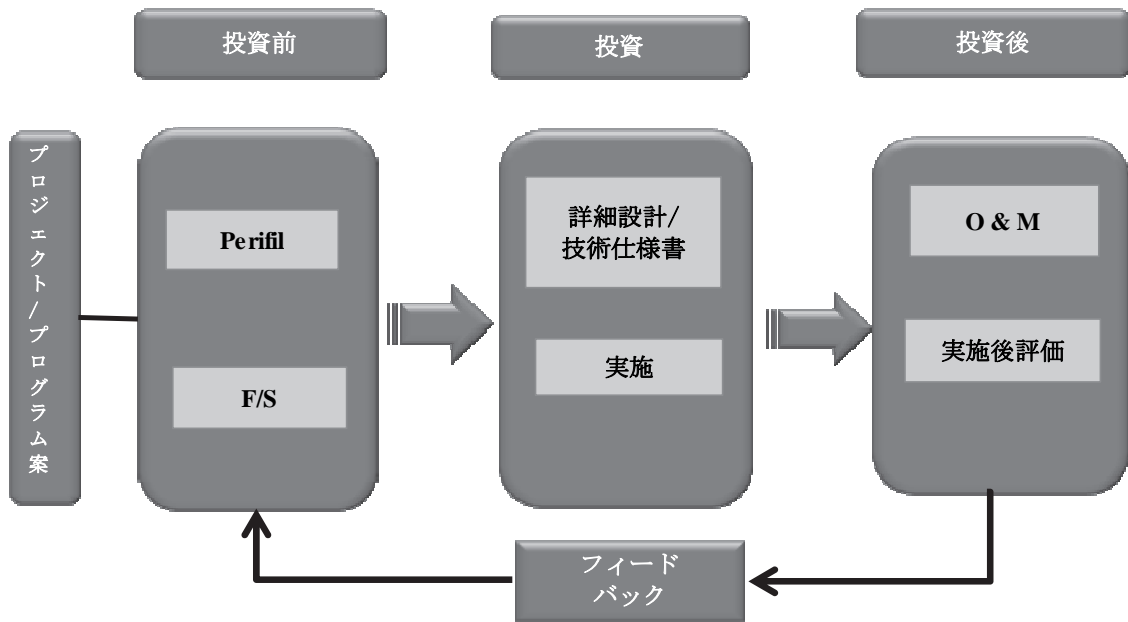 投資前
投資
投資後
プロジェクト/プログラム案
Perifil
F/S
詳細設計/
技術仕様書
実施
O & M
実施後評価
フィード
バック